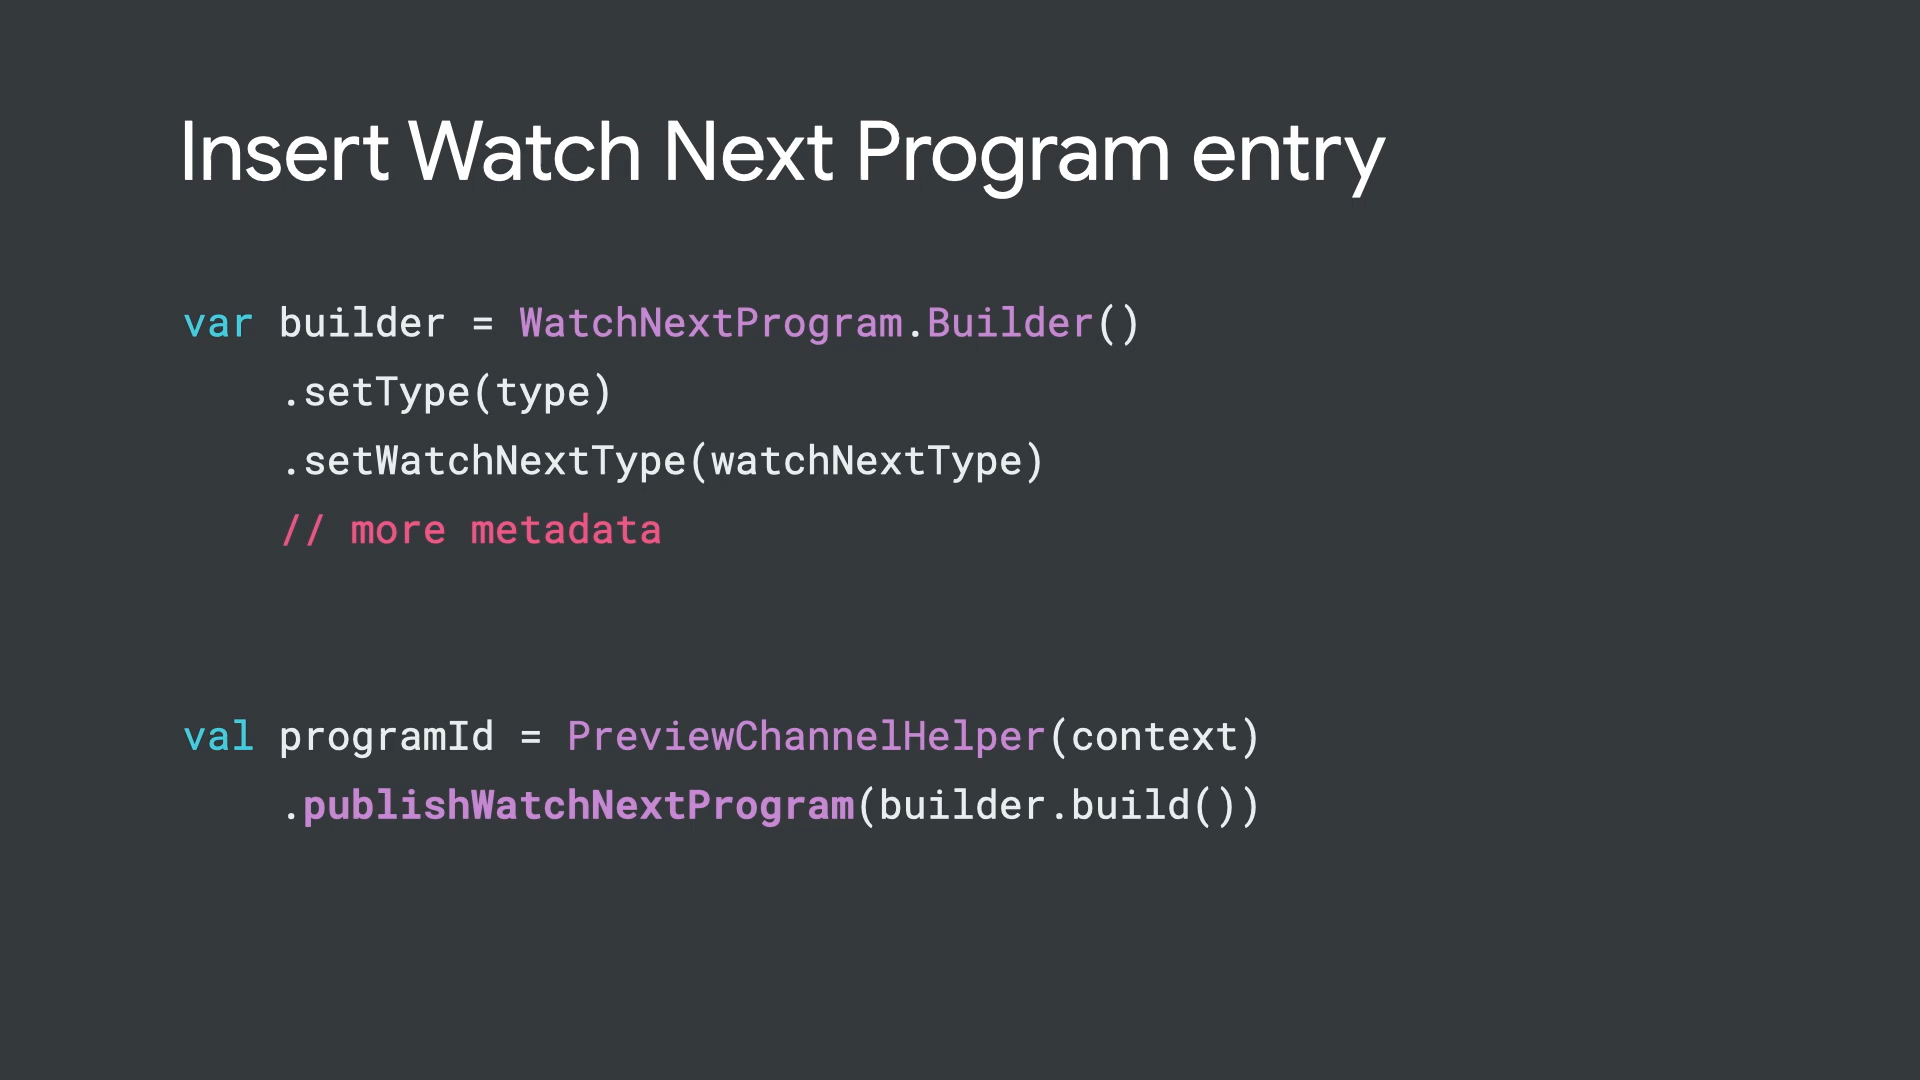 Insert Watch Next Program entry
var builder = WatchNextProgram.Builder()
.setType(type)
.setWatchNextType(watchNextType)
// more metadata
val programId = PreviewChannelHelper(context)
.publishWatchNextProgram(builder.build())